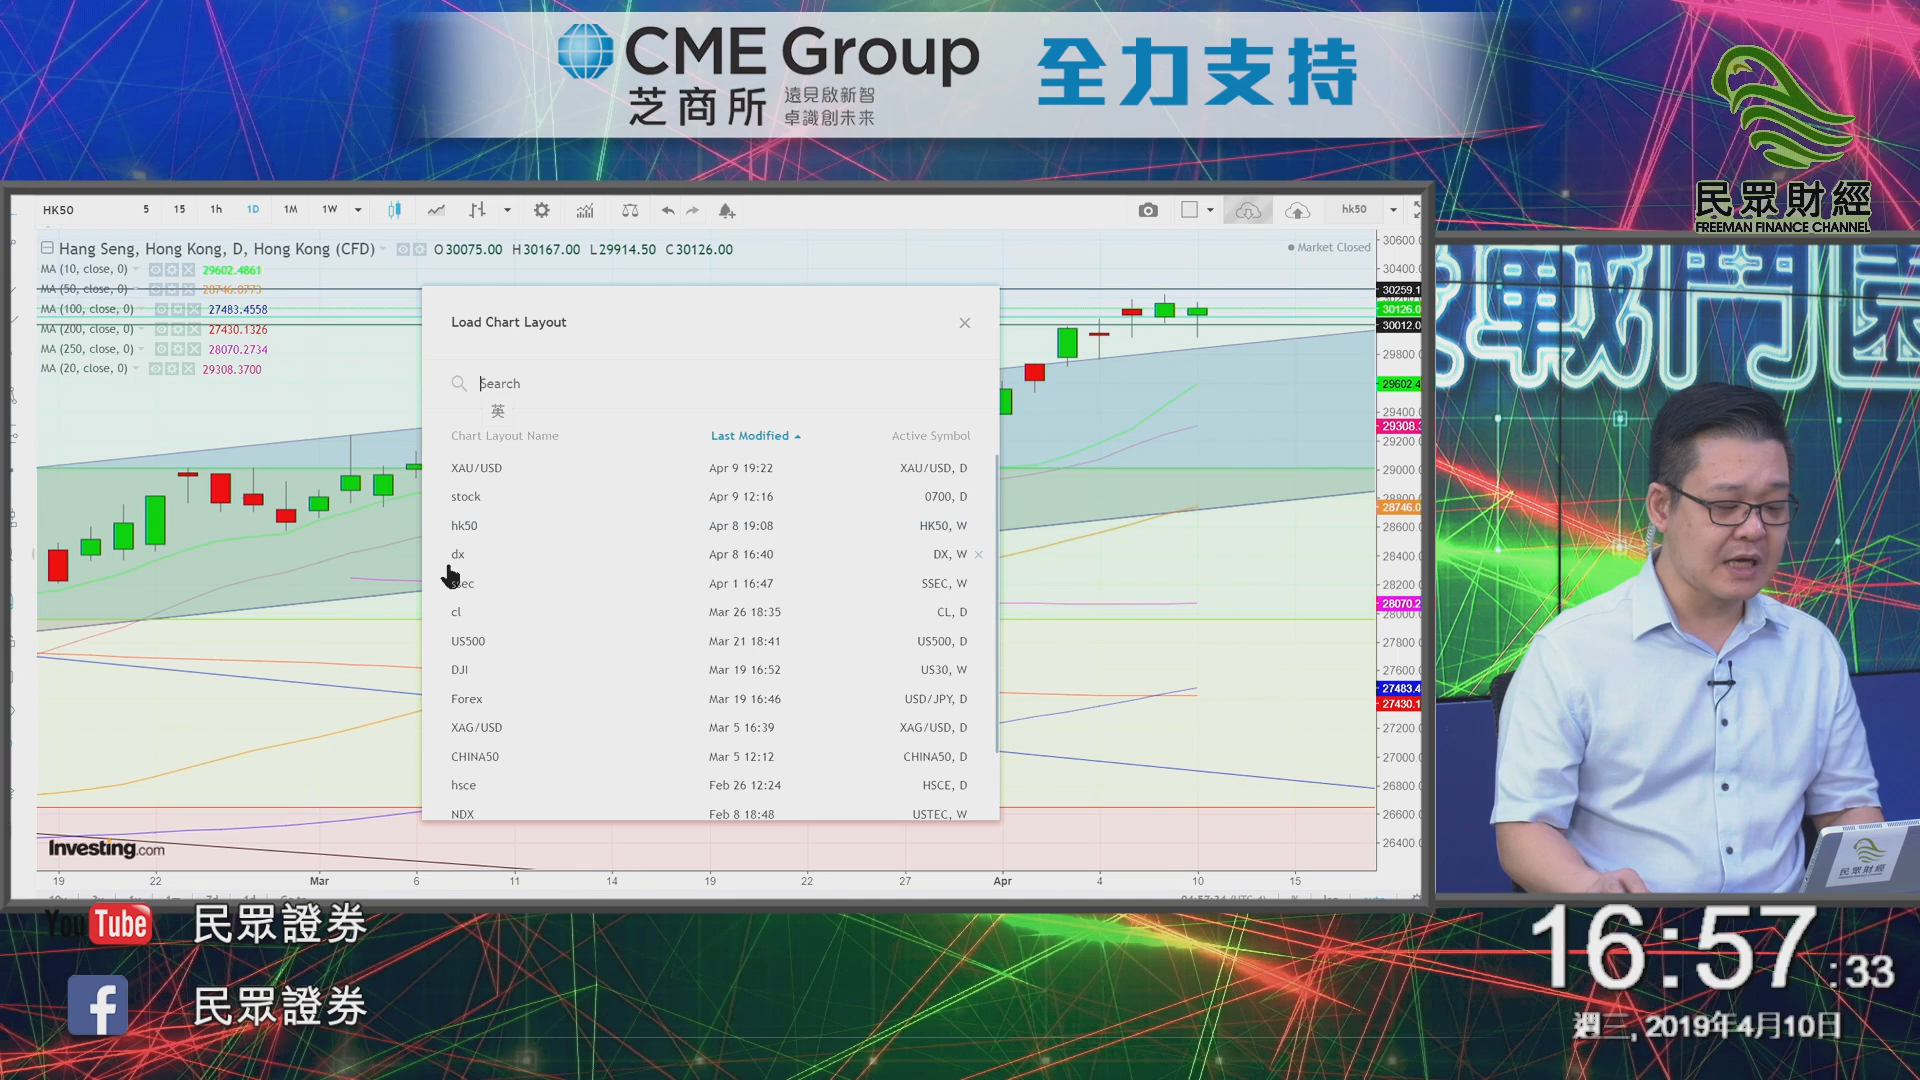 CME Group
芝商所
遠見啟新智
卓識創未來
全力支持
民眾財經
FREEMAN FINANCE CHANNEL
HK50 5 15 1h 1D 1M 1W hk50
Hang Seng, Hong Kong, D, Hong Kong (CFD) O30075.00 H30167.00 L29914.50 C30126.00
Market Closed
MA (10, close, 0) 29602.4861
MA (50, close, 0) 28746.0773
MA (100, close, 0) 27483.4558
MA (200, close, 0) 27430.1326
MA (250, close, 0) 28070.2734
MA (20, close, 0) 29308.3700
Load Chart Layout
Search
英
Chart Layout Name Last Modified Active Symbol
XAU/USD Apr 9 19:22 XAU/USD, D
stock Apr 9 12:16 0700, D
hk50 Apr 8 19:08 HK50, W
dx Apr 8 16:40 DX, W
ssec Apr 1 16:47 SSEC, W
cl Mar 26 18:35 CL, D
US500 Mar 21 18:41 US500, D
DJI Mar 19 16:52 US30, W
Forex Mar 19 16:46 USD/JPY, D
XAG/USD Mar 5 16:39 XAG/USD, D
CHINA50 Mar 5 12:12 CHINA50, D
hsce Feb 26 12:24 HSCE, D
NDX Feb 8 18:48 USTEC, W
30600.
30400.
30259.1
30126.0
30012.0
29800.
29602.4
29400.
29308.
29200.
29000.
28800.
28746.0
28600.
28400.
28200.
28070.2
28000.
27800.
27600.
27483.4
27430.1
27200.
27000.
26800.
26600.
26400.
Investing.com
19 22 Mar 6 11 14 19 22 27 Apr 4 10 15
YouTube 民眾證券
民眾證券
民眾財經
16:57:33
週三, 2019年4月10日